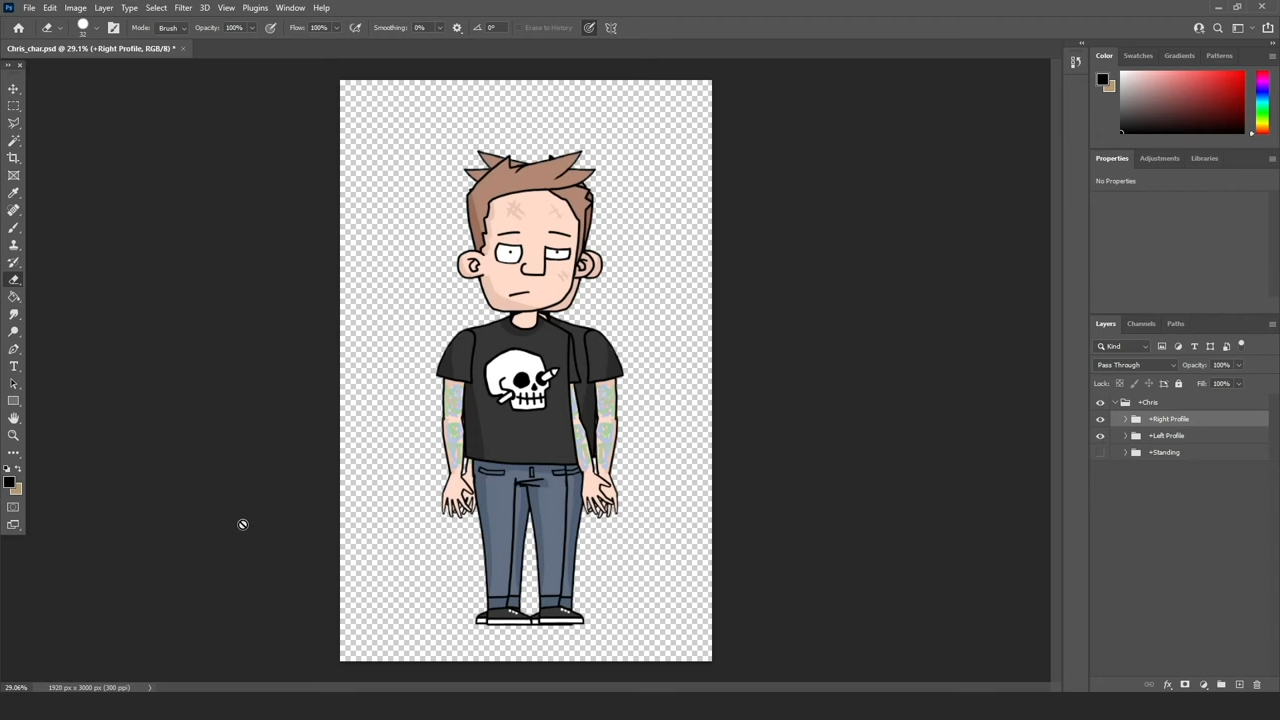 Ps File Edit Image Layer Type Select Filter 3D View Plugins Window Help
32 Mode: Brush Opacity: 100% Flow: 100% Smoothing: 0% 0° Erase to History
Chris_char.psd @ 29.1% (+Right Profile, RGB/8) *
Color Swatches Gradients Patterns
Properties Adjustments Libraries
No Properties
Layers Channels Paths
Kind
Pass Through Opacity: 100%
Lock: Fill: 100%
+Chris
+Right Profile
+Left Profile
+Standing
29.06% 1920 px x 3000 px (300 ppi)